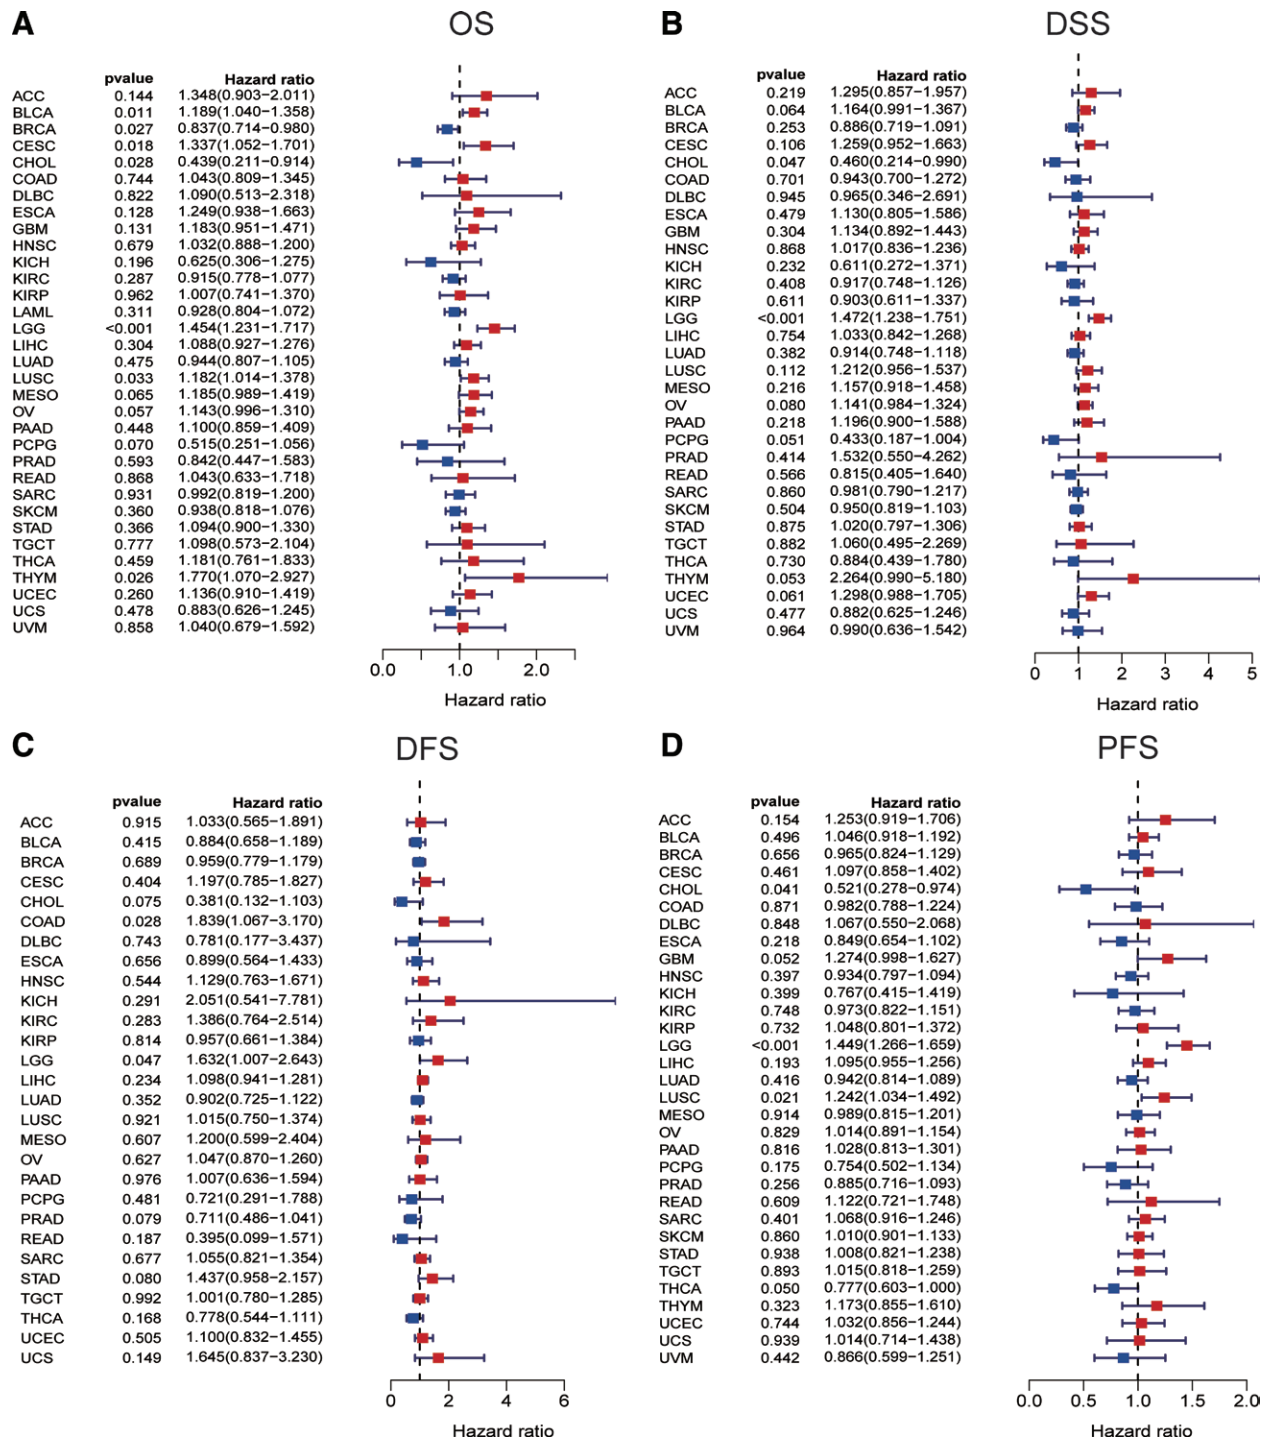 A
OS
pvalue Hazard ratio
ACC 0.144 1.348(0.903−2.011)
BLCA 0.011 1.189(1.040−1.358)
BRCA 0.027 0.837(0.714−0.980)
CESC 0.018 1.337(1.052−1.701)
CHOL 0.028 0.439(0.211−0.914)
COAD 0.744 1.043(0.809−1.345)
DLBC 0.822 1.090(0.513−2.318)
ESCA 0.128 1.249(0.938−1.663)
GBM 0.131 1.183(0.951−1.471)
HNSC 0.679 1.032(0.888−1.200)
KICH 0.196 0.625(0.306−1.275)
KIRC 0.287 0.915(0.778−1.077)
KIRP 0.962 1.007(0.741−1.370)
LAML 0.311 0.928(0.804−1.072)
LGG <0.001 1.454(1.231−1.717)
LIHC 0.304 1.088(0.927−1.276)
LUAD 0.475 0.944(0.807−1.105)
LUSC 0.033 1.182(1.014−1.378)
MESO 0.065 1.185(0.989−1.419)
OV 0.057 1.143(0.996−1.310)
PAAD 0.448 1.100(0.859−1.409)
PCPG 0.070 0.515(0.251−1.056)
PRAD 0.593 0.842(0.447−1.583)
READ 0.868 1.043(0.633−1.718)
SARC 0.931 0.992(0.819−1.200)
SKCM 0.360 0.938(0.818−1.076)
STAD 0.366 1.094(0.900−1.330)
TGCT 0.777 1.098(0.573−2.104)
THCA 0.459 1.181(0.761−1.833)
THYM 0.026 1.770(1.070−2.927)
UCEC 0.260 1.136(0.910−1.419)
UCS 0.478 0.883(0.626−1.245)
UVM 0.858 1.040(0.679−1.592)
0.0 1.0 2.0
Hazard ratio
B
DSS
pvalue Hazard ratio
ACC 0.219 1.295(0.857−1.957)
BLCA 0.064 1.164(0.991−1.367)
BRCA 0.253 0.886(0.719−1.091)
CESC 0.106 1.259(0.952−1.663)
CHOL 0.047 0.460(0.214−0.990)
COAD 0.701 0.943(0.700−1.272)
DLBC 0.945 0.965(0.346−2.691)
ESCA 0.479 1.130(0.805−1.586)
GBM 0.304 1.134(0.892−1.443)
HNSC 0.868 1.017(0.836−1.236)
KICH 0.232 0.611(0.272−1.371)
KIRC 0.408 0.917(0.748−1.126)
KIRP 0.611 0.903(0.611−1.337)
LGG <0.001 1.472(1.238−1.751)
LIHC 0.754 1.033(0.842−1.268)
LUAD 0.382 0.914(0.748−1.118)
LUSC 0.112 1.212(0.956−1.537)
MESO 0.216 1.157(0.918−1.458)
OV 0.080 1.141(0.984−1.324)
PAAD 0.218 1.196(0.900−1.588)
PCPG 0.051 0.433(0.187−1.004)
PRAD 0.414 1.532(0.550−4.262)
READ 0.566 0.815(0.405−1.640)
SARC 0.860 0.981(0.790−1.217)
SKCM 0.504 0.950(0.819−1.103)
STAD 0.875 1.020(0.797−1.306)
TGCT 0.882 1.060(0.495−2.269)
THCA 0.730 0.884(0.439−1.780)
THYM 0.053 2.264(0.990−5.180)
UCEC 0.061 1.298(0.988−1.705)
UCS 0.477 0.882(0.625−1.246)
UVM 0.964 0.990(0.636−1.542)
0 1 2 3 4 5
Hazard ratio
C
DFS
pvalue Hazard ratio
ACC 0.915 1.033(0.565−1.891)
BLCA 0.415 0.884(0.658−1.189)
BRCA 0.689 0.959(0.779−1.179)
CESC 0.404 1.197(0.785−1.827)
CHOL 0.075 0.381(0.132−1.103)
COAD 0.028 1.839(1.067−3.170)
DLBC 0.743 0.781(0.177−3.437)
ESCA 0.656 0.899(0.564−1.433)
HNSC 0.544 1.129(0.763−1.671)
KICH 0.291 2.051(0.541−7.781)
KIRC 0.283 1.386(0.764−2.514)
KIRP 0.814 0.957(0.661−1.384)
LGG 0.047 1.632(1.007−2.643)
LIHC 0.234 1.098(0.941−1.281)
LUAD 0.352 0.902(0.725−1.122)
LUSC 0.921 1.015(0.750−1.374)
MESO 0.607 1.200(0.599−2.404)
OV 0.627 1.047(0.870−1.260)
PAAD 0.976 1.007(0.636−1.594)
PCPG 0.481 0.721(0.291−1.788)
PRAD 0.079 0.711(0.486−1.041)
READ 0.187 0.395(0.099−1.571)
SARC 0.677 1.055(0.821−1.354)
STAD 0.080 1.437(0.958−2.157)
TGCT 0.992 1.001(0.780−1.285)
THCA 0.168 0.778(0.544−1.111)
UCEC 0.505 1.100(0.832−1.455)
UCS 0.149 1.645(0.837−3.230)
0 2 4 6
Hazard ratio
D
PFS
pvalue Hazard ratio
ACC 0.154 1.253(0.919−1.706)
BLCA 0.496 1.046(0.918−1.192)
BRCA 0.656 0.965(0.824−1.129)
CESC 0.461 1.097(0.858−1.402)
CHOL 0.041 0.521(0.278−0.974)
COAD 0.871 0.982(0.788−1.224)
DLBC 0.848 1.067(0.550−2.068)
ESCA 0.218 0.849(0.654−1.102)
GBM 0.052 1.274(0.998−1.627)
HNSC 0.397 0.934(0.797−1.094)
KICH 0.399 0.767(0.415−1.419)
KIRC 0.748 0.973(0.822−1.151)
KIRP 0.732 1.048(0.801−1.372)
LGG <0.001 1.449(1.266−1.659)
LIHC 0.193 1.095(0.955−1.256)
LUAD 0.416 0.942(0.814−1.089)
LUSC 0.021 1.242(1.034−1.492)
MESO 0.914 0.989(0.815−1.201)
OV 0.829 1.014(0.891−1.154)
PAAD 0.816 1.028(0.813−1.301)
PCPG 0.175 0.754(0.502−1.134)
PRAD 0.256 0.885(0.716−1.093)
READ 0.609 1.122(0.721−1.748)
SARC 0.401 1.068(0.916−1.246)
SKCM 0.860 1.010(0.901−1.133)
STAD 0.938 1.008(0.821−1.238)
TGCT 0.893 1.015(0.818−1.259)
THCA 0.050 0.777(0.603−1.000)
THYM 0.323 1.173(0.855−1.610)
UCEC 0.744 1.032(0.856−1.244)
UCS 0.939 1.014(0.714−1.438)
UVM 0.442 0.866(0.599−1.251)
0.0 0.5 1.0 1.5 2.0
Hazard ratio